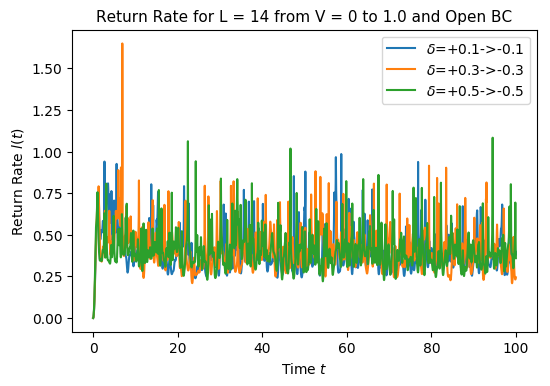 Return Rate for L = 14 from V = 0 to 1.0 and Open BC
δ=+0.1->-0.1
δ=+0.3->-0.3
δ=+0.5->-0.5
Return Rate l(t)
1.50
1.25
1.00
0.75
0.50
0.25
0.00
0 20 40 60 80 100
Time t